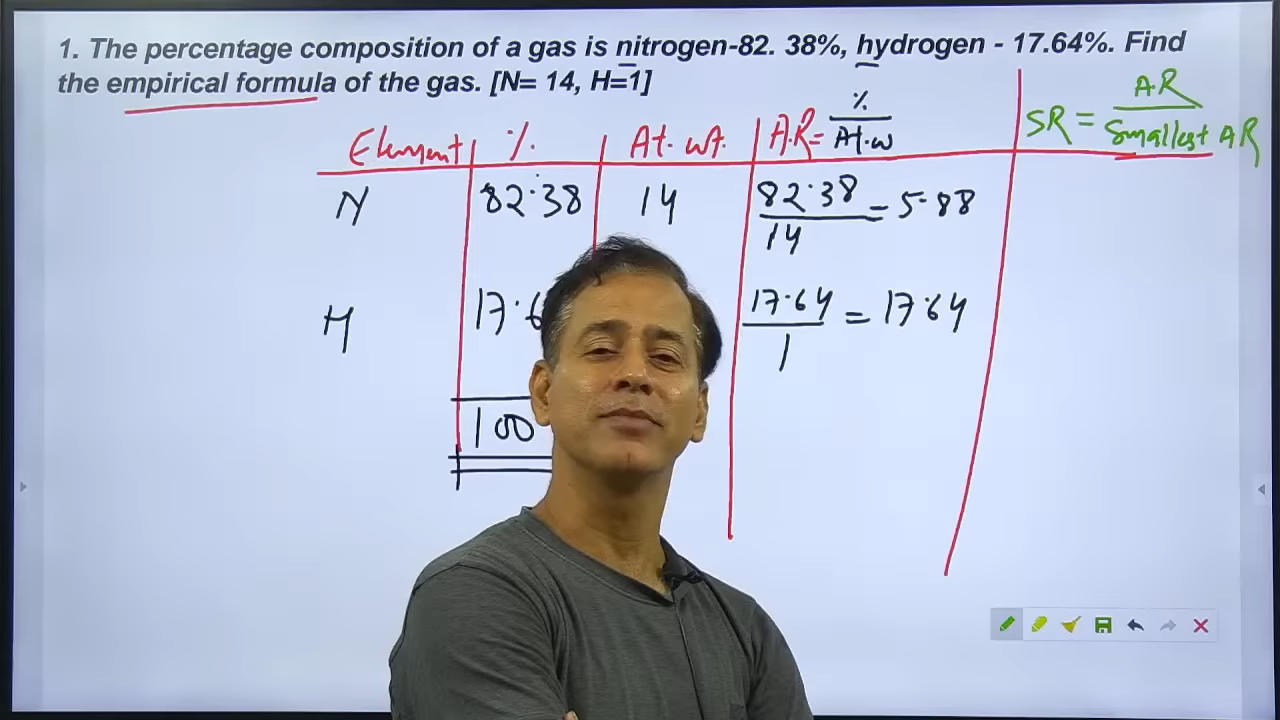 1. The percentage composition of a gas is nitrogen-82. 38%, hydrogen - 17.64%. Find
the empirical formula of the gas. [N= 14, H=1]
Element % At. wt. A.R = %/At.w SR = A.R/Smallest AR
N 82.38 14 82.38/14 = 5.88
H 17.6 17.64/1 = 17.64
100